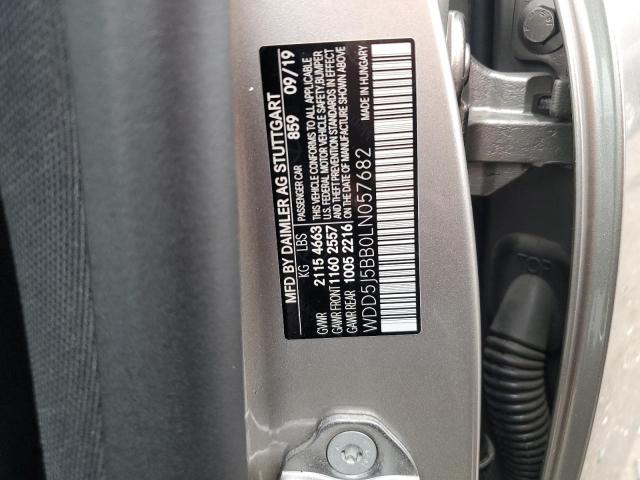 MFD BY DAIMLER AG STUTTGART
PASSENGER CAR 859 09/19
KG LBS THIS VEHICLE CONFORMS TO ALL APPLICABLE
GVWR 2115 4663 U.S. FEDERAL MOTOR VEHICLE SAFETY, BUMPER
GAWR FRONT 1160 2557 AND THEFT PREVENTION STANDARDS IN EFFECT
GAWR REAR 1005 2216 ON THE DATE OF MANUFACTURE SHOWN ABOVE
WDD5J5BB0LN057682 MADE IN HUNGARY
TOP